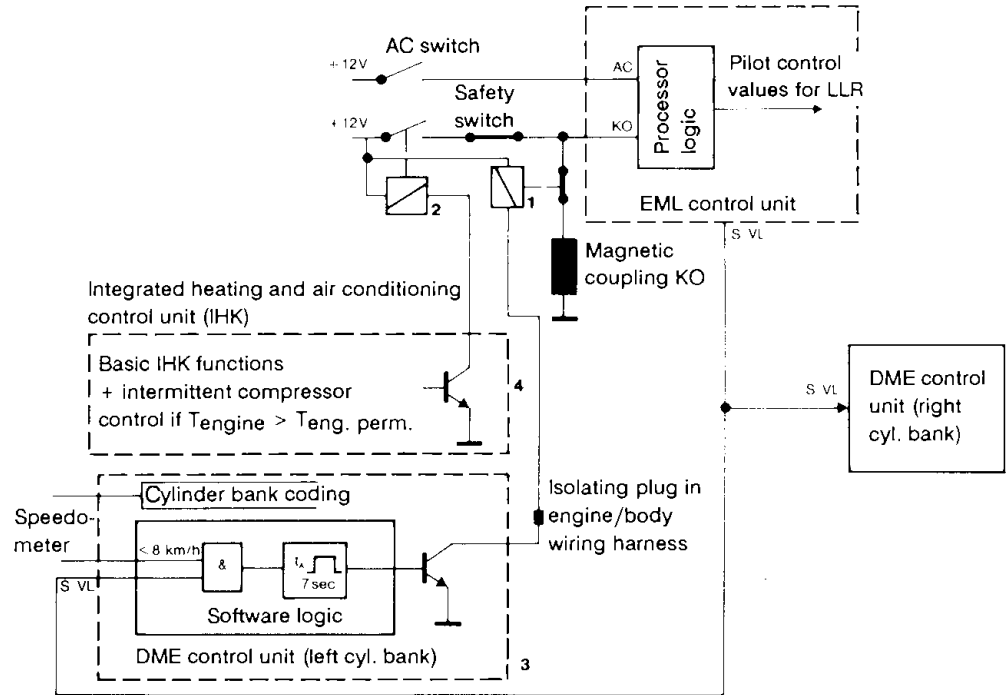 AC switch
+ 12V
AC
Safety
switch
+ 12V
KO
Processor
logic
Pilot control
values for LLR
EML control unit
2
1
S VL
Magnetic
coupling KO
Integrated heating and air conditioning
control unit (IHK)
Basic IHK functions
+ intermittent compressor
control if Tengine > Teng. perm.
4
S VL
DME control
unit (right
cyl. bank)
Cylinder bank coding
Speedo-
meter
< 8 km/h
S VL
&
tA
7 sec
Software logic
DME control unit (left cyl. bank)
3
Isolating plug in
engine/body
wiring harness